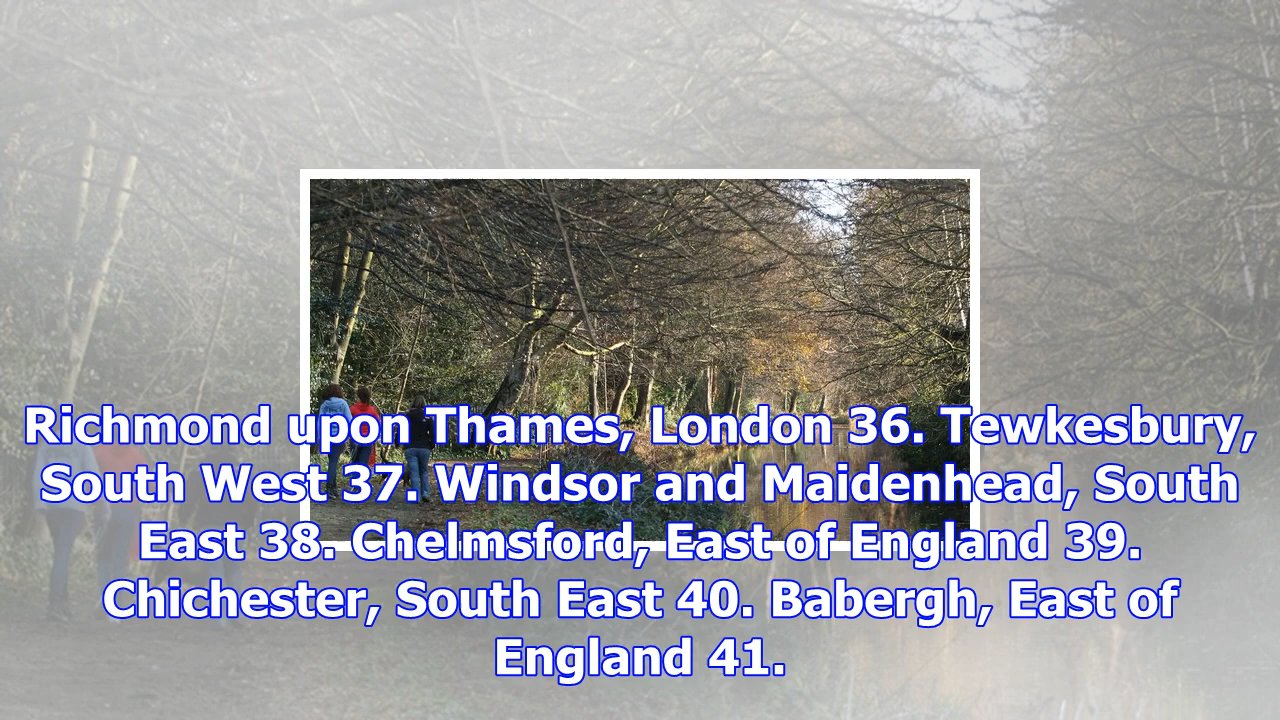 Richmond upon Thames, London 36. Tewkesbury,
South West 37. Windsor and Maidenhead, South
East 38. Chelmsford, East of England 39.
Chichester, South East 40. Babergh, East of
England 41.